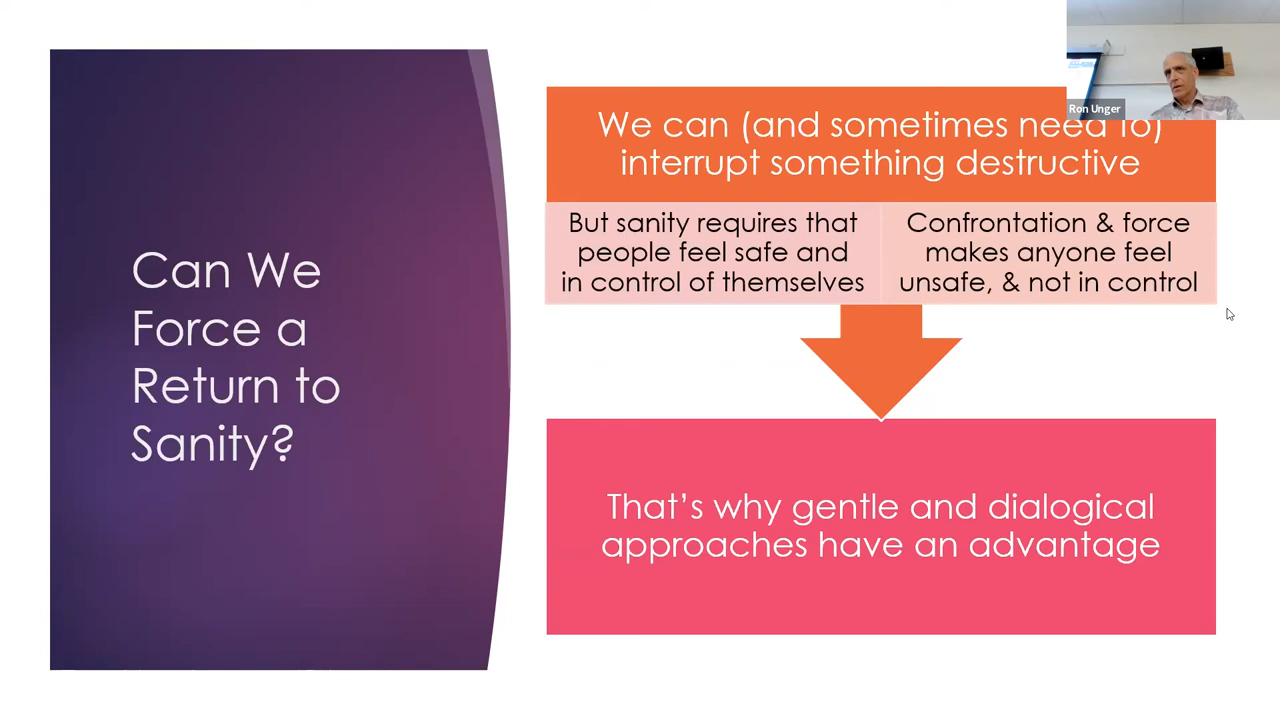 Can We
Force a
Return to
Sanity?
We can (and sometimes need to)
interrupt something destructive
But sanity requires that
people feel safe and
in control of themselves
Confrontation & force
makes anyone feel
unsafe, & not in control
That's why gentle and dialogical
approaches have an advantage
Ron Unger